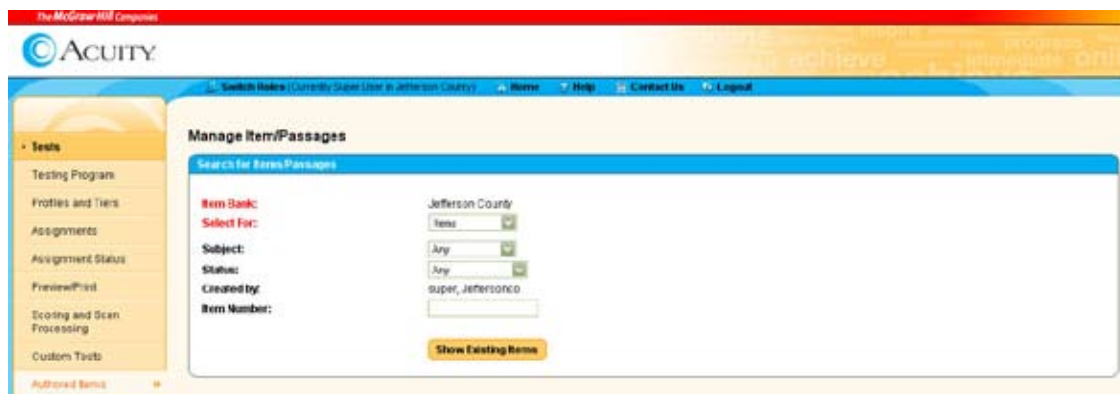 The McGraw-Hill Companies
ACUITY
achieve
progress
immediate
Switch Roles (Currently Super User in Jefferson County) Home Help Contact Us Logout
Manage Item/Passages
Search for Items/Passages
Item Bank: Jefferson County
Select For: Items
Subject: Any
Status: Any
Created by: super, Jeffersonco
Item Number:
Show Existing Items
Tests
Testing Program
Profiles and Tiers
Assignments
Assignment Status
Preview/Print
Scoring and Scan
Processing
Custom Tests
Authored Items